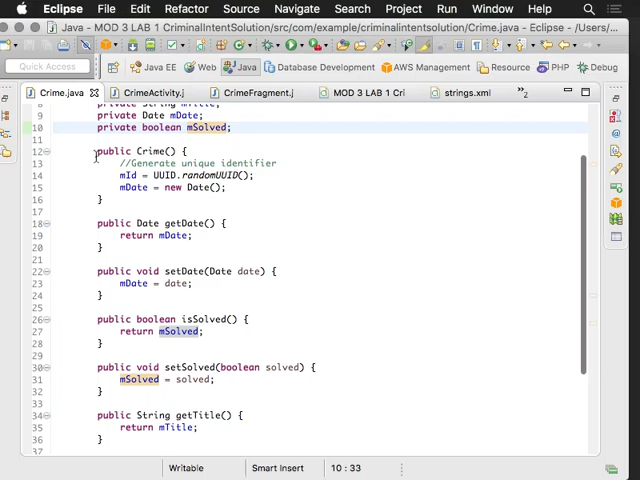 Eclipse File Edit Refactor Source Navigate Search Project Run Window Help
Java - MOD 3 LAB 1 CriminalIntentSolution/src/com/example/criminalintentsolution/Crime.java - Eclipse - /Users/...
Quick Access Java EE Web Java Database Development AWS Management Resource PHP Debug
Crime.java CrimeActivity.j CrimeFragment.j MOD 3 LAB 1 Cri strings.xml »2
8 private String mTitle;
9 private Date mDate;
10 private boolean mSolved;
11
12 public Crime() {
13 //Generate unique identifier
14 mId = UUID.randomUUID();
15 mDate = new Date();
16 }
17
18 public Date getDate() {
19 return mDate;
20 }
21
22 public void setDate(Date date) {
23 mDate = date;
24 }
25
26 public boolean isSolved() {
27 return mSolved;
28 }
29
30 public void setSolved(boolean solved) {
31 mSolved = solved;
32 }
33
34 public String getTitle() {
35 return mTitle;
36 }
37
Writable Smart Insert 10 : 33